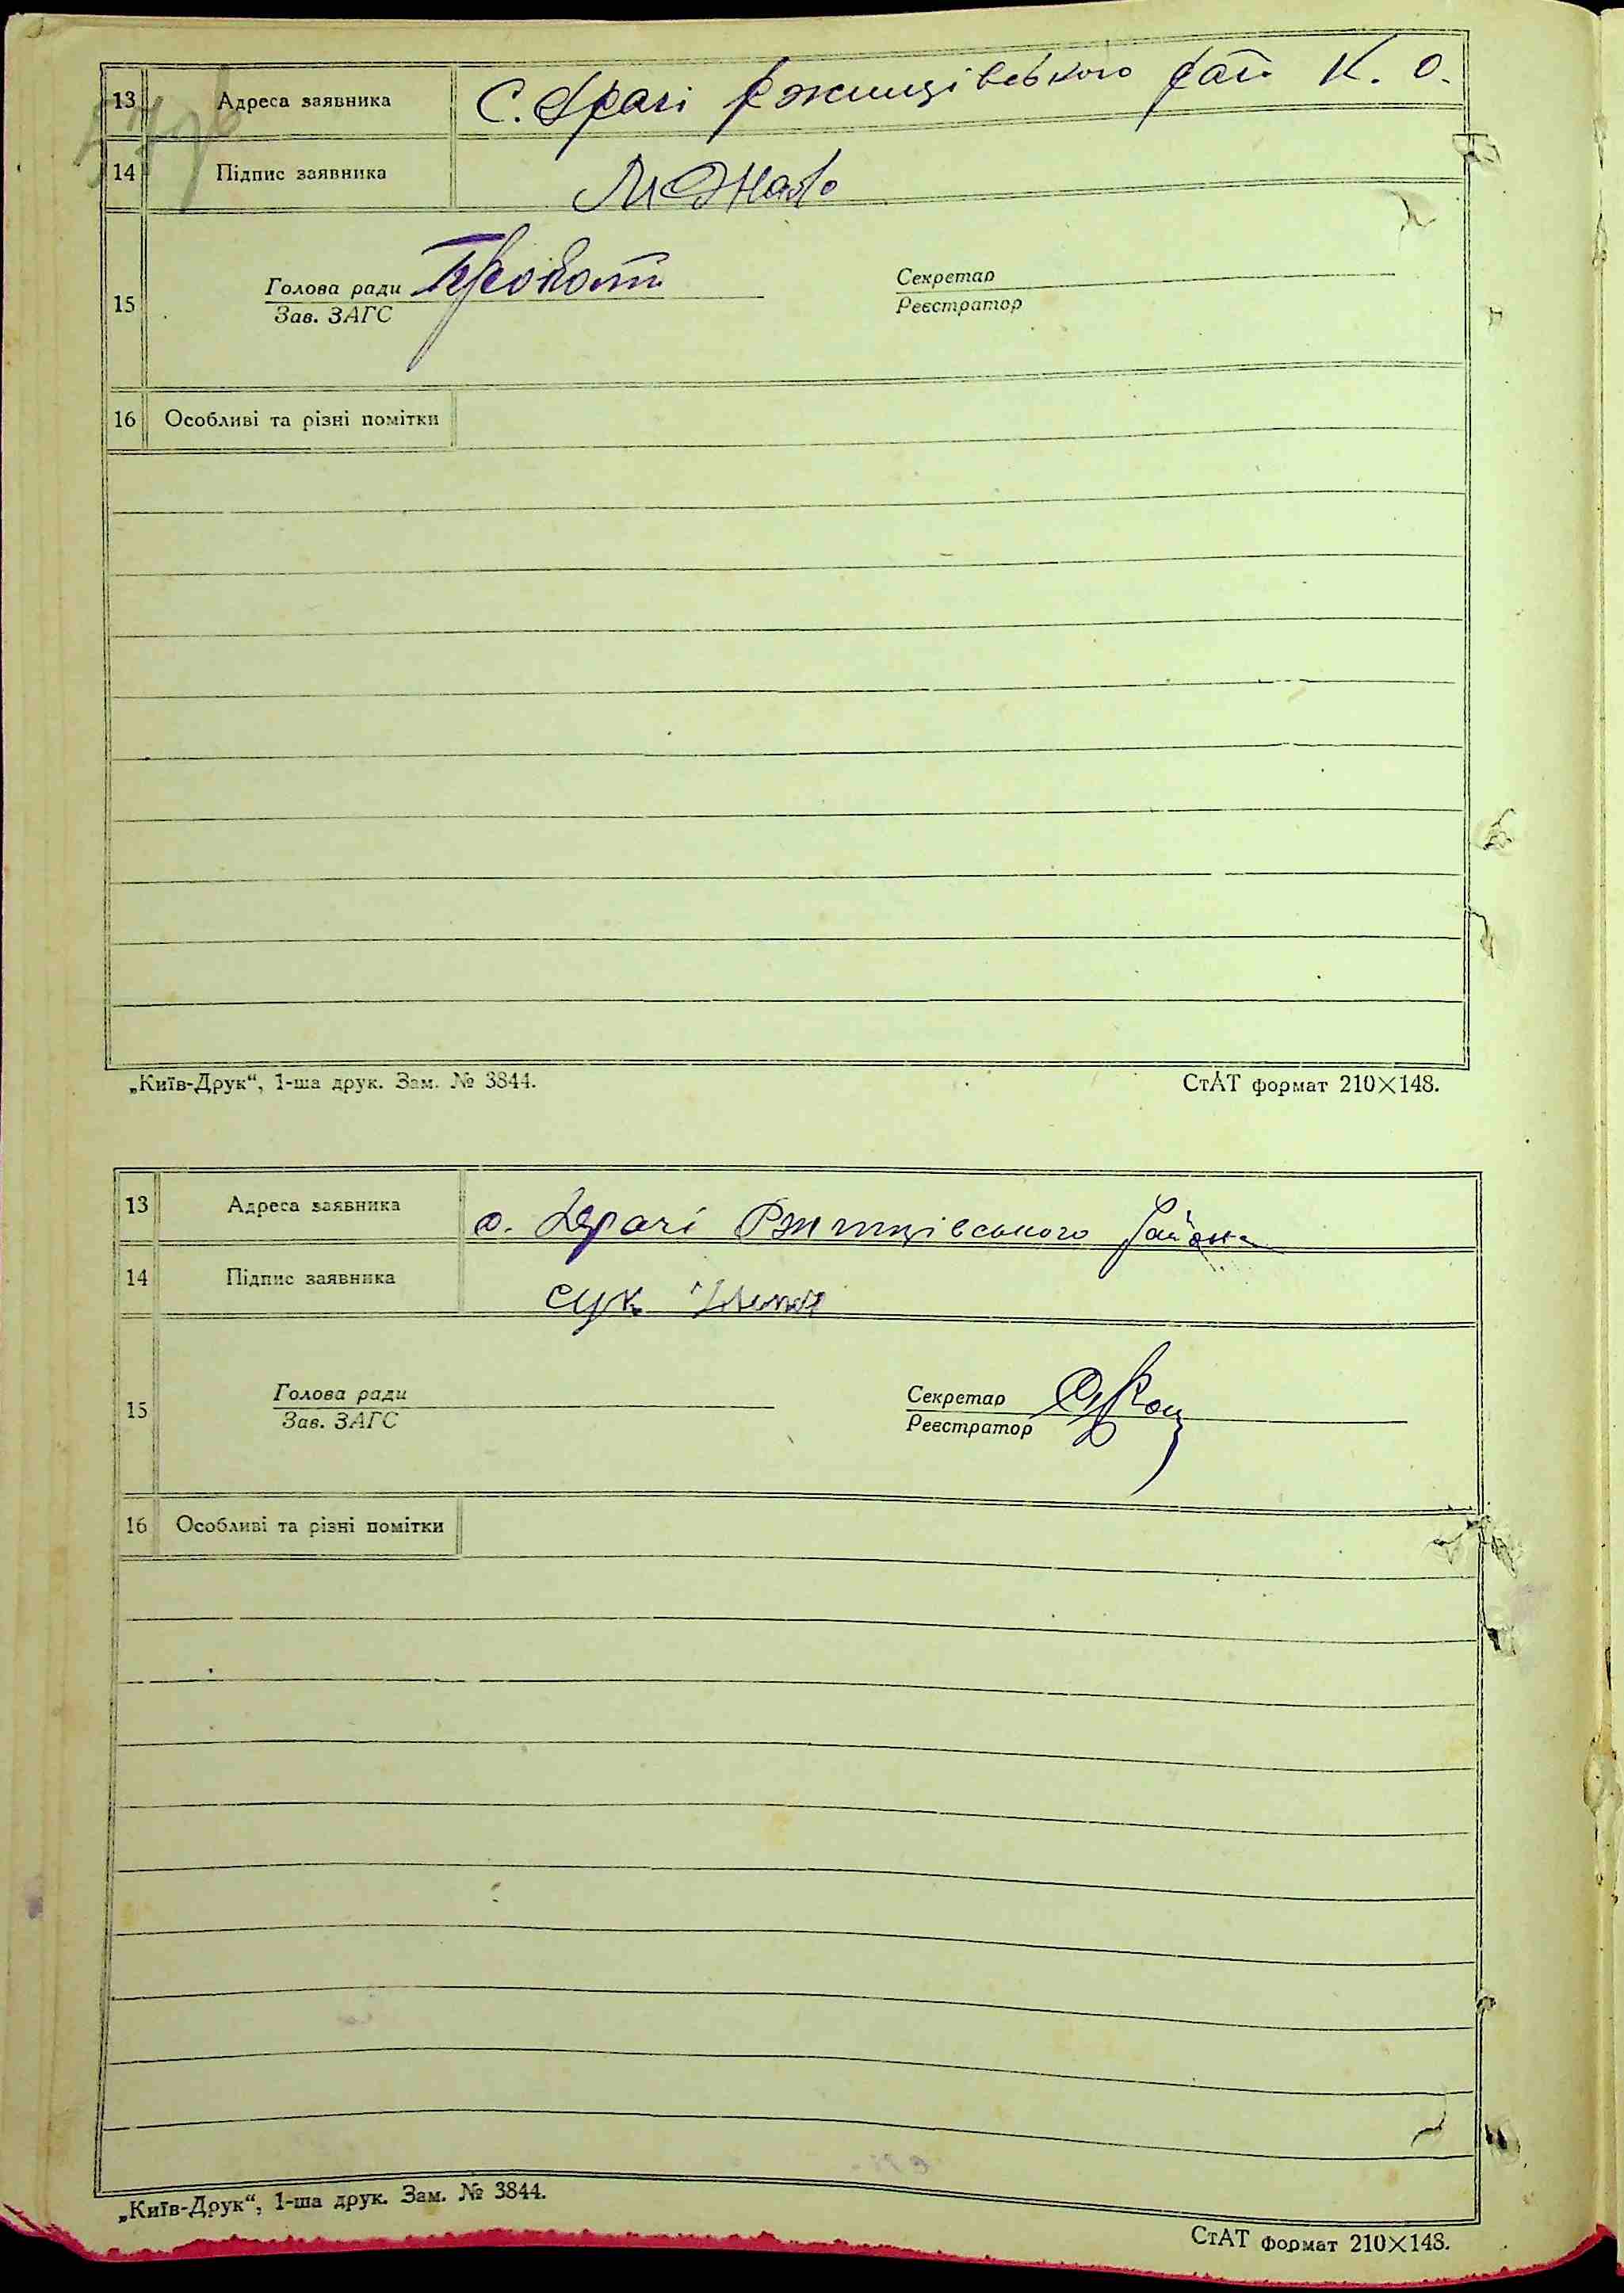 13 Адреса заявника С. Драчі Ржищівського рай К. О.
14 Підпис заявника
15 Голова ради
Зав. ЗАГС
Секретар
Реєстратор
16 Особливі та різні помітки
„Київ-Друк“, 1-ша друк. Зам. № 3844. СтАТ формат 210×148.
13 Адреса заявника с. Драчі Ржищівського района
14 Підпис заявника сук
15 Голова ради
Зав. ЗАГС
Секретар
Реєстратор
16 Особливі та різні помітки
„Київ-Друк“, 1-ша друк. Зам. № 3844.
СтАТ формат 210×148.